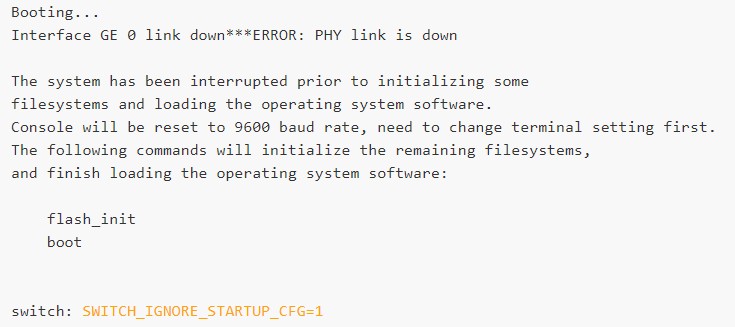 Booting...
Interface GE 0 link down***ERROR: PHY link is down
The system has been interrupted prior to initializing some
filesystems and loading the operating system software.
Console will be reset to 9600 baud rate, need to change terminal setting first.
The following commands will initialize the remaining filesystems,
and finish loading the operating system software:
flash_init
boot
switch: SWITCH_IGNORE_STARTUP_CFG=1